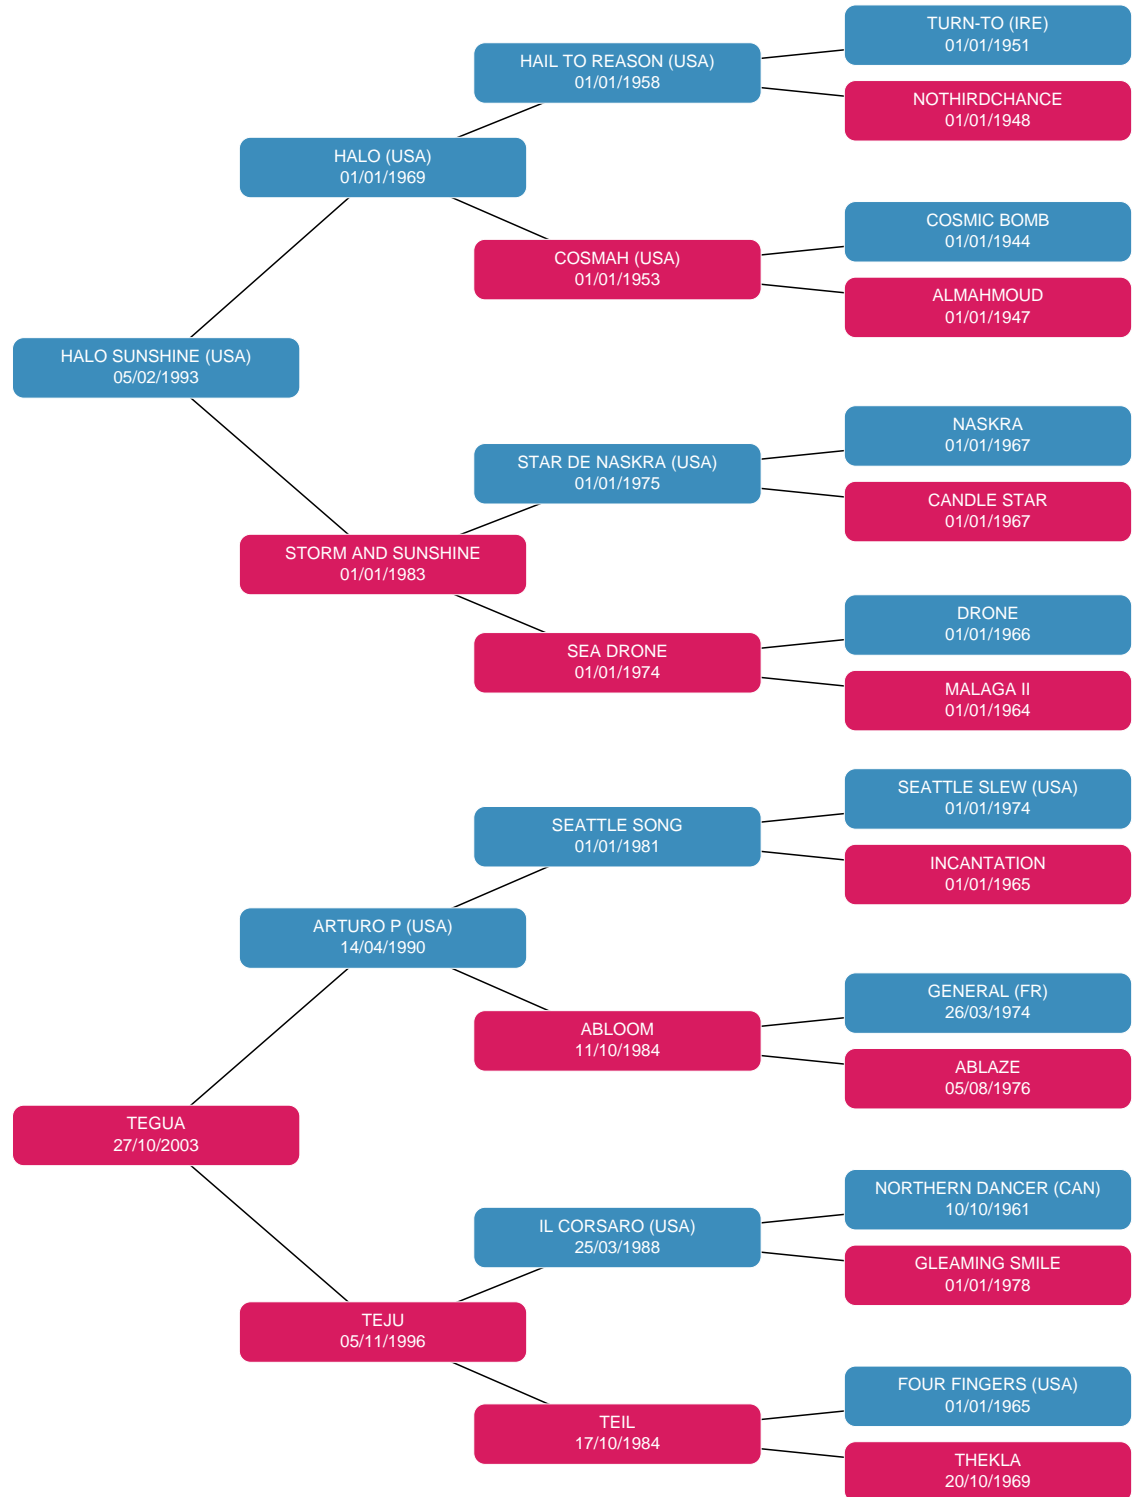 TURN-TO (IRE)
01/01/1951
HAIL TO REASON (USA)
01/01/1958
NOTHIRDCHANCE
01/01/1948
HALO (USA)
01/01/1969
COSMIC BOMB
01/01/1944
COSMAH (USA)
01/01/1953
ALMAHMOUD
01/01/1947
HALO SUNSHINE (USA)
05/02/1993
NASKRA
01/01/1967
STAR DE NASKRA (USA)
01/01/1975
CANDLE STAR
01/01/1967
STORM AND SUNSHINE
01/01/1983
DRONE
01/01/1966
SEA DRONE
01/01/1974
MALAGA II
01/01/1964
SEATTLE SLEW (USA)
01/01/1974
SEATTLE SONG
01/01/1981
INCANTATION
01/01/1965
ARTURO P (USA)
14/04/1990
GENERAL (FR)
26/03/1974
ABLOOM
11/10/1984
ABLAZE
05/08/1976
TEGUA
27/10/2003
NORTHERN DANCER (CAN)
10/10/1961
IL CORSARO (USA)
25/03/1988
GLEAMING SMILE
01/01/1978
TEJU
05/11/1996
FOUR FINGERS (USA)
01/01/1965
TEIL
17/10/1984
THEKLA
20/10/1969